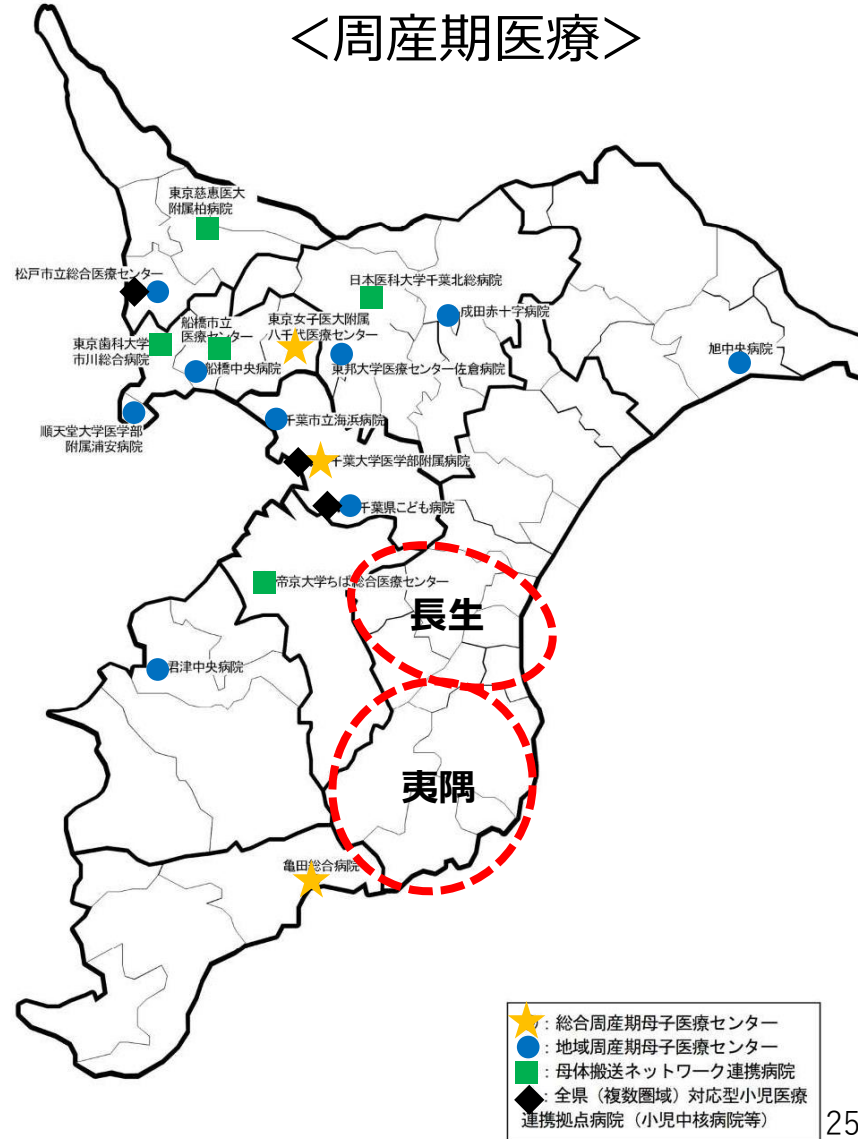 ＜周産期医療＞
東京慈恵医大
附属柏病院
松戸市立総合医療センター
日本医科大学千葉北総病院
成田赤十字病院
船橋市立
医療センター
東京女子医大附属
八千代医療センター
東京歯科大学
市川総合病院
船橋中央病院
東邦大学医療センター佐倉病院
旭中央病院
順天堂大学医学部
附属浦安病院
千葉市立海浜病院
千葉大学医学部附属病院
千葉県こども病院
帝京大学ちば総合医療センター
長生
君津中央病院
夷隅
亀田総合病院
：総合周産期母子医療センター
：地域周産期母子医療センター
：母体搬送ネットワーク連携病院
：全県（複数圏域）対応型小児医療
連携拠点病院（小児中核病院等）
25